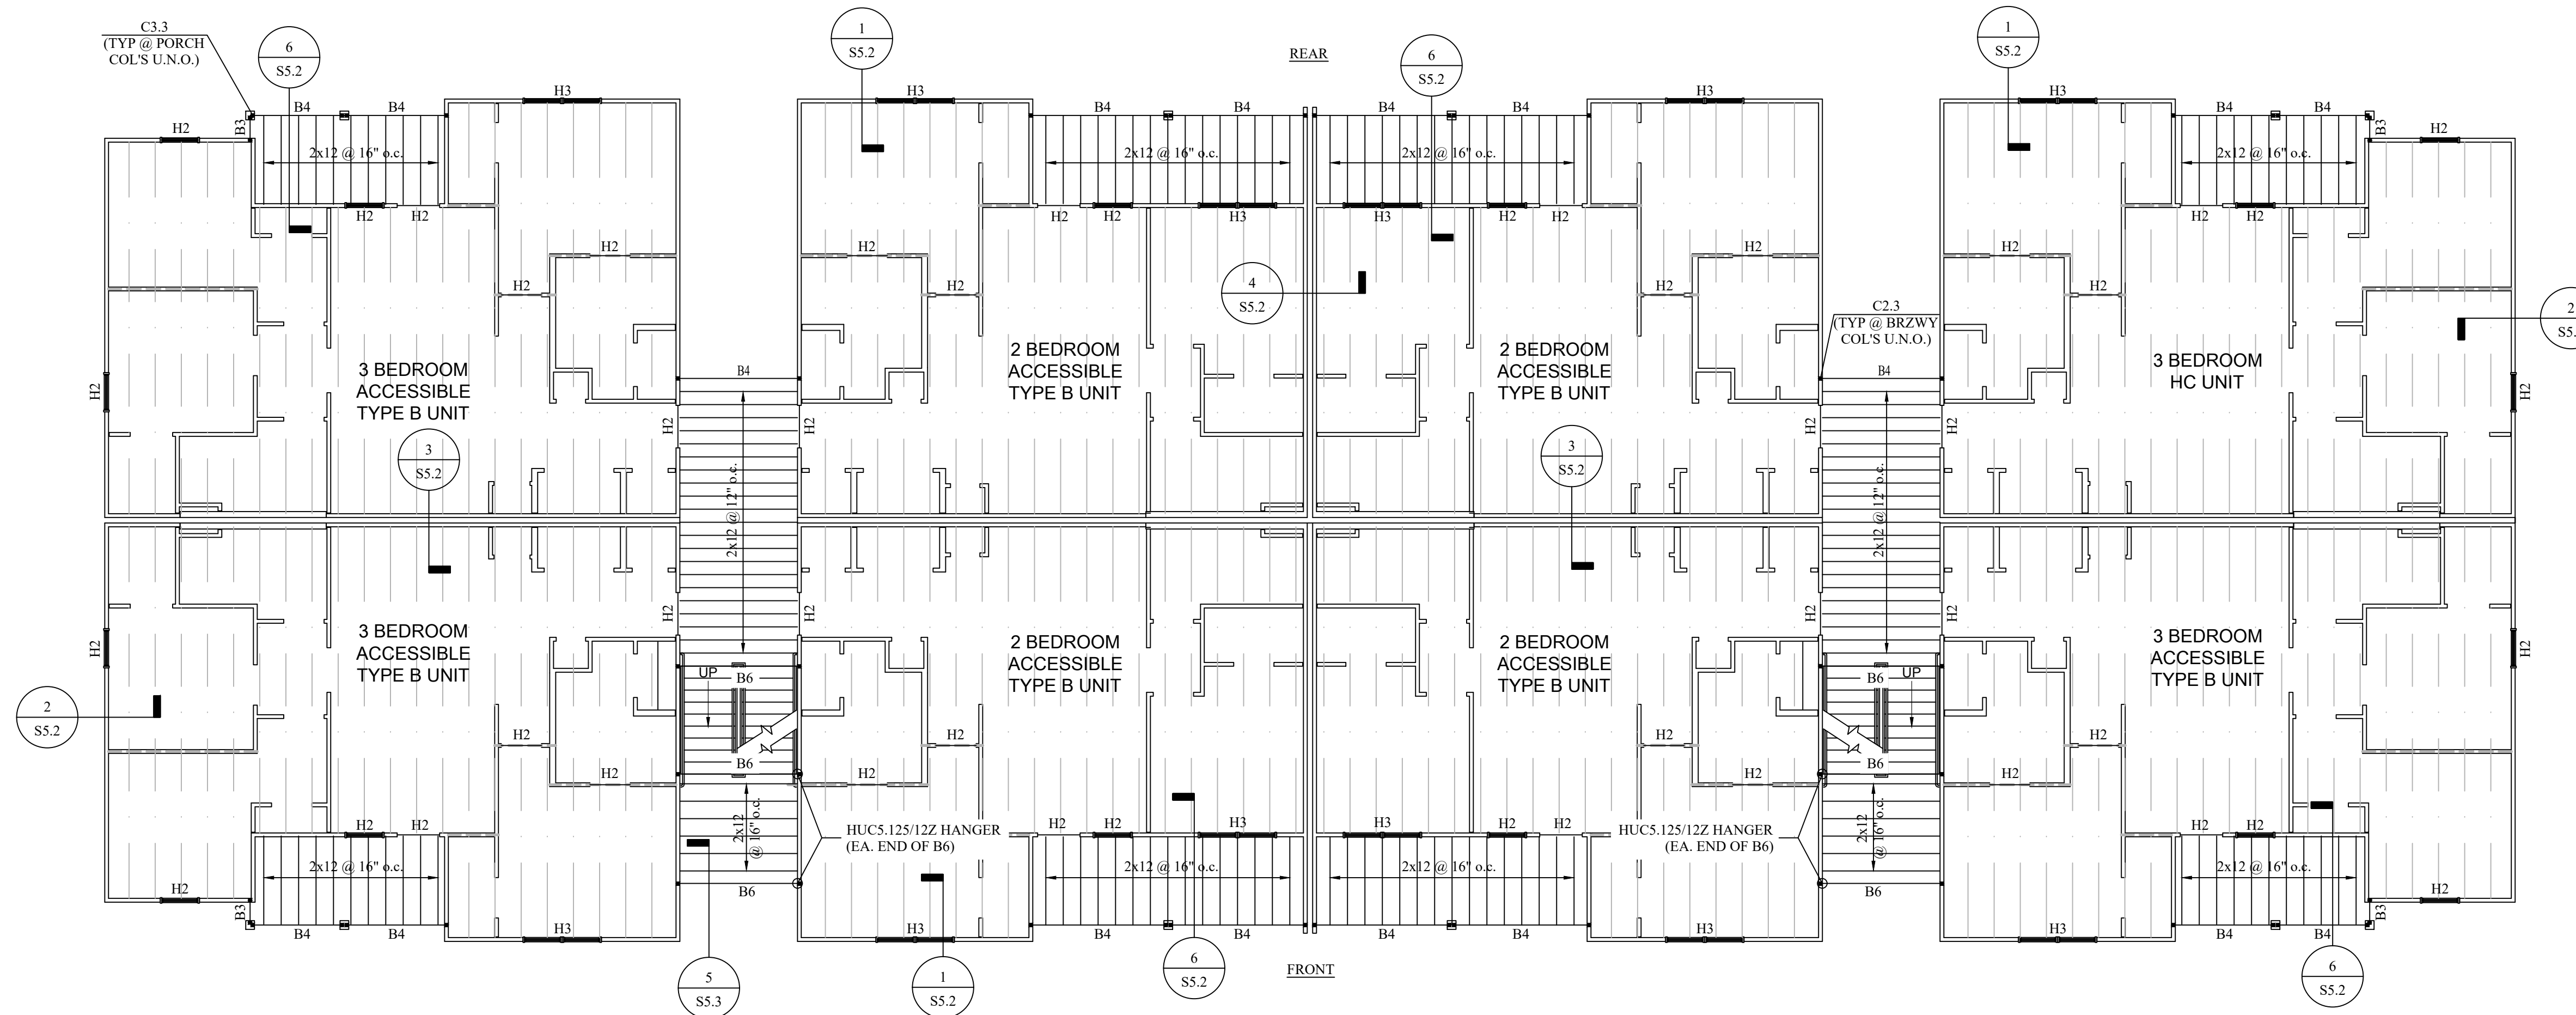 C3.3
(TYP @ PORCH
COL'S U.N.O.)
6
S5.2
1
S5.2
REAR
6
S5.2
1
S5.2
B4 B4 H3 H3 B4 B4 B4 B4 H3 H3 B4 B4
H2 B3 B3 H2
2x12 @ 16" o.c. 2x12 @ 16" o.c. 2x12 @ 16" o.c. 2x12 @ 16" o.c.
H2 H2 H2 H2 H3 H3 H2 H2 H2 H2
H2 H2 H2 H2
H2 H2 H2 H2
4
S5.2
C2.3
(TYP @ BRZWY
COL'S U.N.O.)
2
B4 B4
3 BEDROOM
ACCESSIBLE
TYPE B UNIT
2 BEDROOM
ACCESSIBLE
TYPE B UNIT
2 BEDROOM
ACCESSIBLE
TYPE B UNIT
3 BEDROOM
HC UNIT
H2 H2
H2 H2 H2 H2
3
S5.2
3
S5.2
2x12 @ 12" o.c. 2x12 @ 12" o.c.
H2 H2 H2 H2
H2 H2
3 BEDROOM
ACCESSIBLE
TYPE B UNIT
2 BEDROOM
ACCESSIBLE
TYPE B UNIT
2 BEDROOM
ACCESSIBLE
TYPE B UNIT
3 BEDROOM
ACCESSIBLE
TYPE B UNIT
UP B6 B6 UP
2
S5.2
H2 H2 H2 H2
B6 B6
H2 H2 H2 H2
2x12
@ 16" o.c.
2x12
@ 16" o.c.
HUC5.125/12Z HANGER
(EA. END OF B6)
HUC5.125/12Z HANGER
(EA. END OF B6)
H2 H2 H2 H2 H3 H3 H2 H2 H2 H2
2x12 @ 16" o.c. 2x12 @ 16" o.c. 2x12 @ 16" o.c. 2x12 @ 16" o.c.
H2 B6 B6 H2
B3 B3
B4 B4 H3 H3 B4 B4 B4 B4 H3 H3 B4 B4
5
S5.3
1
S5.2
6
S5.2
FRONT
6
S5.2